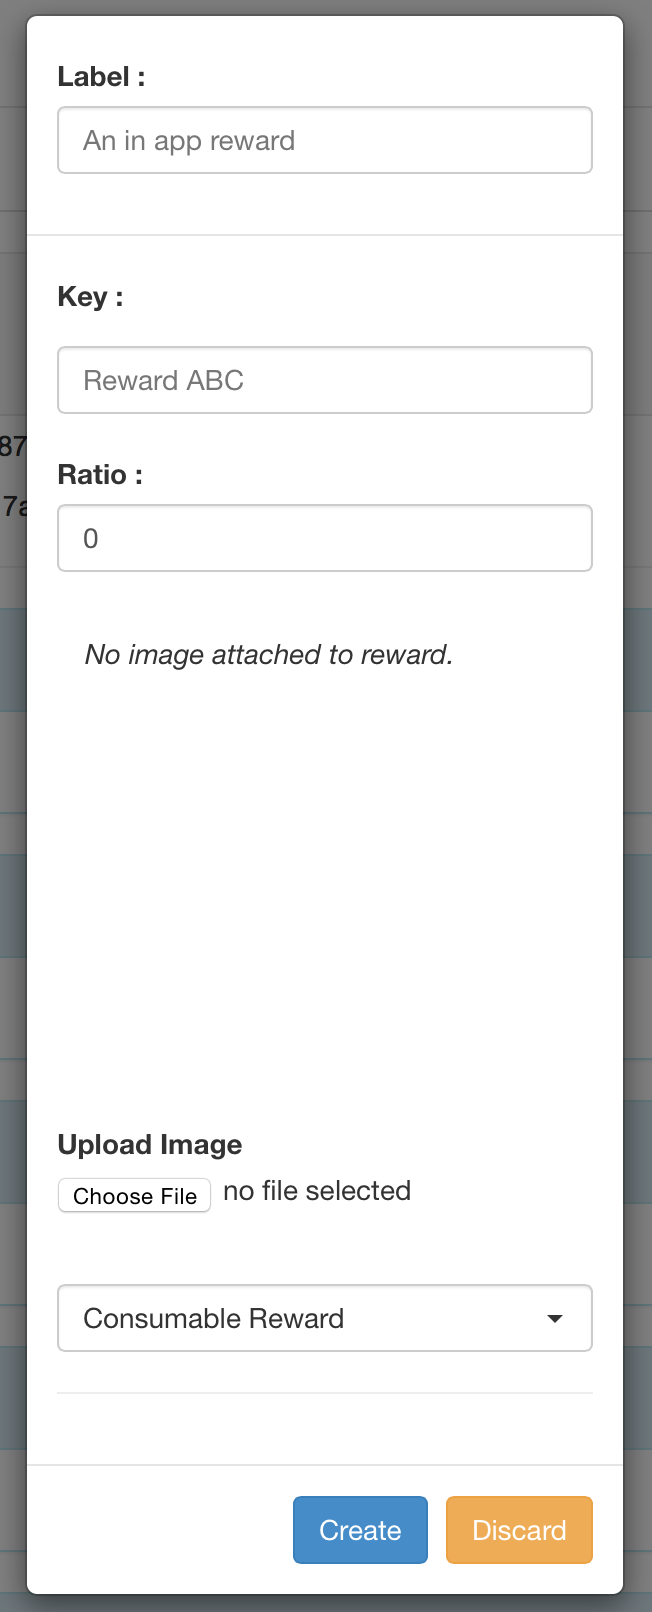 Label :
An in app reward
Key :
Reward ABC
87
7a
Ratio :
0
No image attached to reward.
Upload Image
Choose File no file selected
Consumable Reward
Create Discard